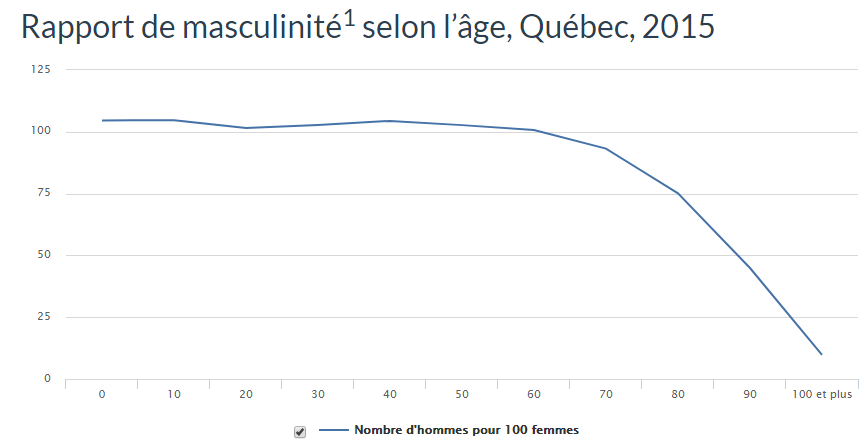 Rapport de masculinité1 selon l’âge, Québec, 2015
125
100
75
50
25
0
0 10 20 30 40 50 60 70 80 90 100 et plus
Nombre d'hommes pour 100 femmes